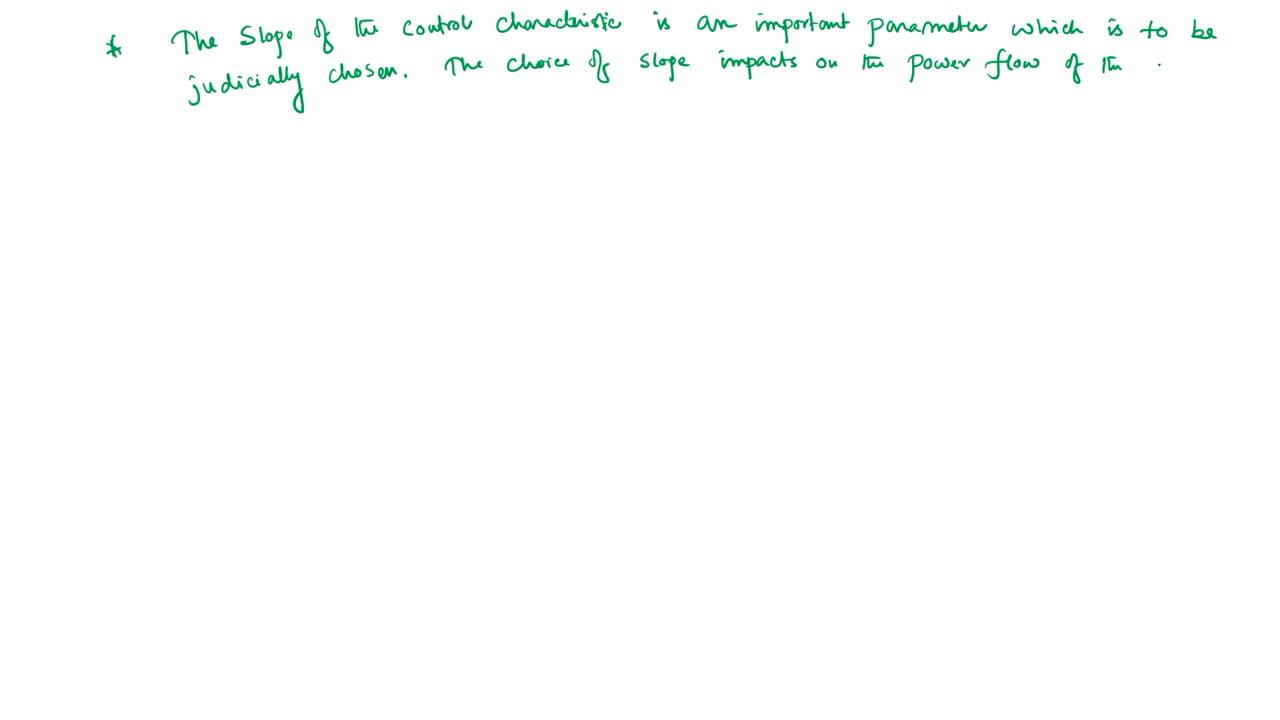 * The Slope of the control characteristic is an important parameter which is to be
judicially chosen. The choice of slope impacts on the power flow of the .